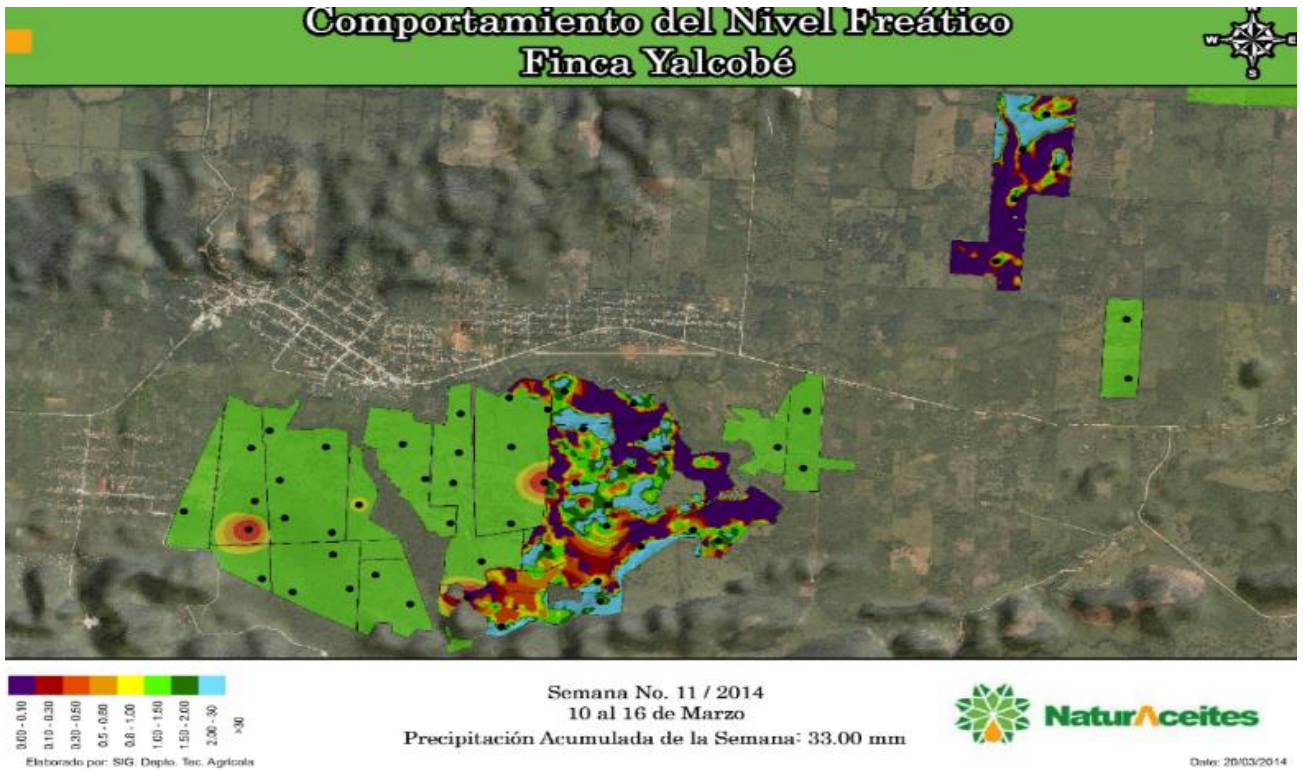 Comportamiento del Nivel Freático
Finca Yalcobé
N
W
E
S
0.00 - 0.10
0.10 - 0.30
0.30 - 0.50
0.5 - 0.80
0.8 - 1.00
1.00 - 1.50
1.50 - 2.00
2.00 - 30
>30
Elaborado por: SIG. Depto. Tec. Agrícola
Semana No. 11 / 2014
10 al 16 de Marzo
Precipitación Acumulada de la Semana: 33.00 mm
NaturAceites
Date: 20/03/2014